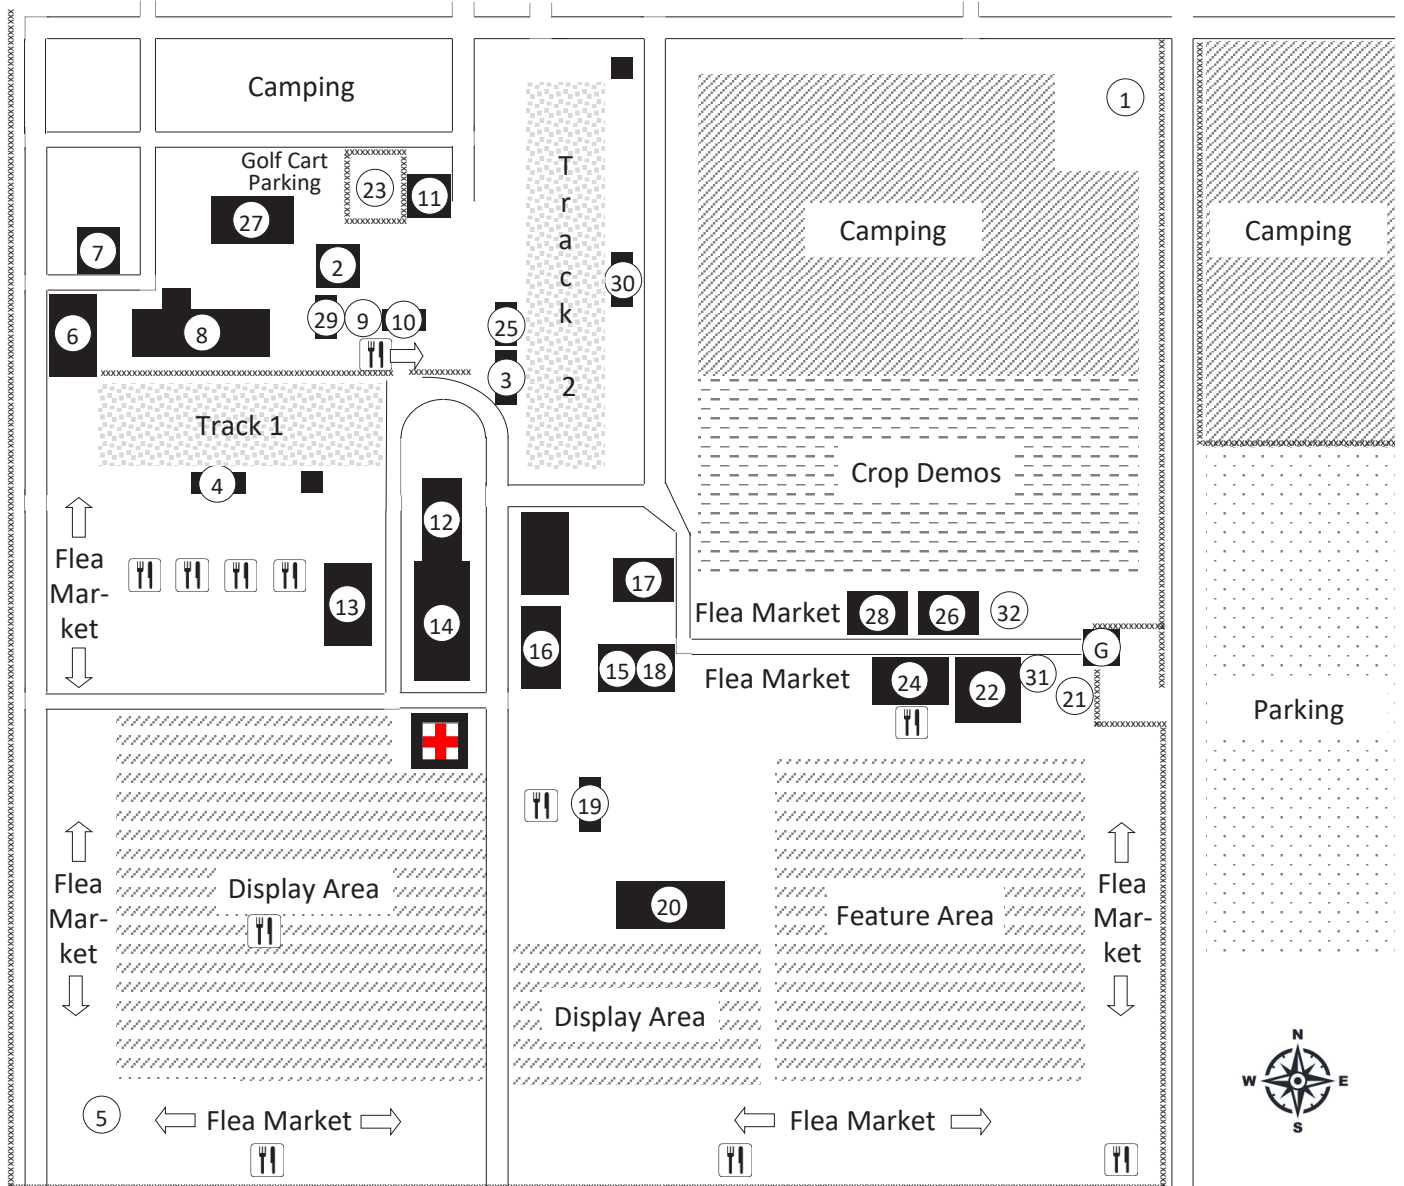 Camping
1
Golf Cart
Parking
23
11
27
7
2
T
r
a
c
k
2
Camping
Camping
30
6
8
29
9
10
25
3
Track 1
4
Crop Demos
12
Flea
Mar-
ket
13
14
17
16
15
18
Flea Market
28
26
32
G
Flea Market
24
22
31
21
Parking
19
Flea
Mar-
ket
Display Area
20
Feature Area
Flea
Mar-
ket
Display Area
N
W
E
S
5
Flea Market
Flea Market